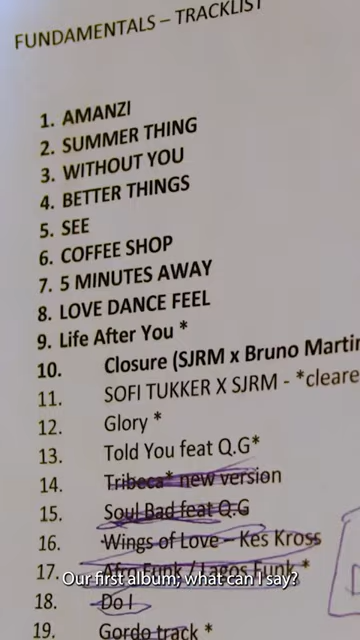 FUNDAMENTALS – TRACKLIST
1. AMANZI
2. SUMMER THING
3. WITHOUT YOU
4. BETTER THINGS
5. SEE
6. COFFEE SHOP
7. 5 MINUTES AWAY
8. LOVE DANCE FEEL
9. Life After You *
10. Closure (SJRM x Bruno Martin
11. SOFI TUKKER X SJRM - *cleare
12. Glory *
13. Told You feat Q.G*
14. Tribeca* new version
15. Soul Bad feat Q.G
16. Wings of Love – Kes Kross
17. Afro Funk / Lagos Funk *
Our first album; what can I say?
18. Do I
19. Gordo track *